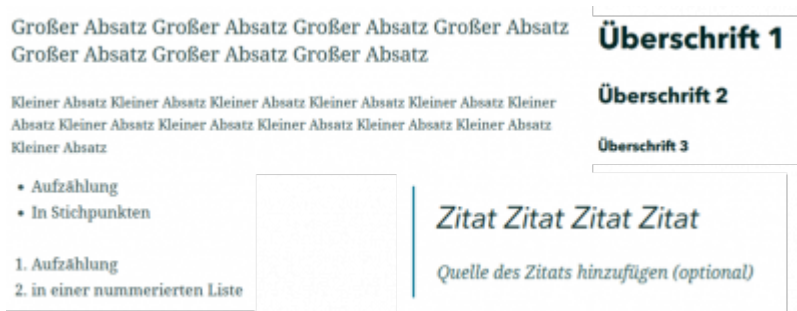 Großer Absatz Großer Absatz Großer Absatz Großer Absatz
Großer Absatz Großer Absatz Großer Absatz
Kleiner Absatz Kleiner Absatz Kleiner Absatz Kleiner Absatz Kleiner Absatz Kleiner
Absatz Kleiner Absatz Kleiner Absatz Kleiner Absatz Kleiner Absatz Kleiner Absatz
Kleiner Absatz
• Aufzählung
• In Stichpunkten
1. Aufzählung
2. in einer nummerierten Liste
Überschrift 1
Überschrift 2
Überschrift 3
Zitat Zitat Zitat Zitat
Quelle des Zitats hinzufügen (optional)